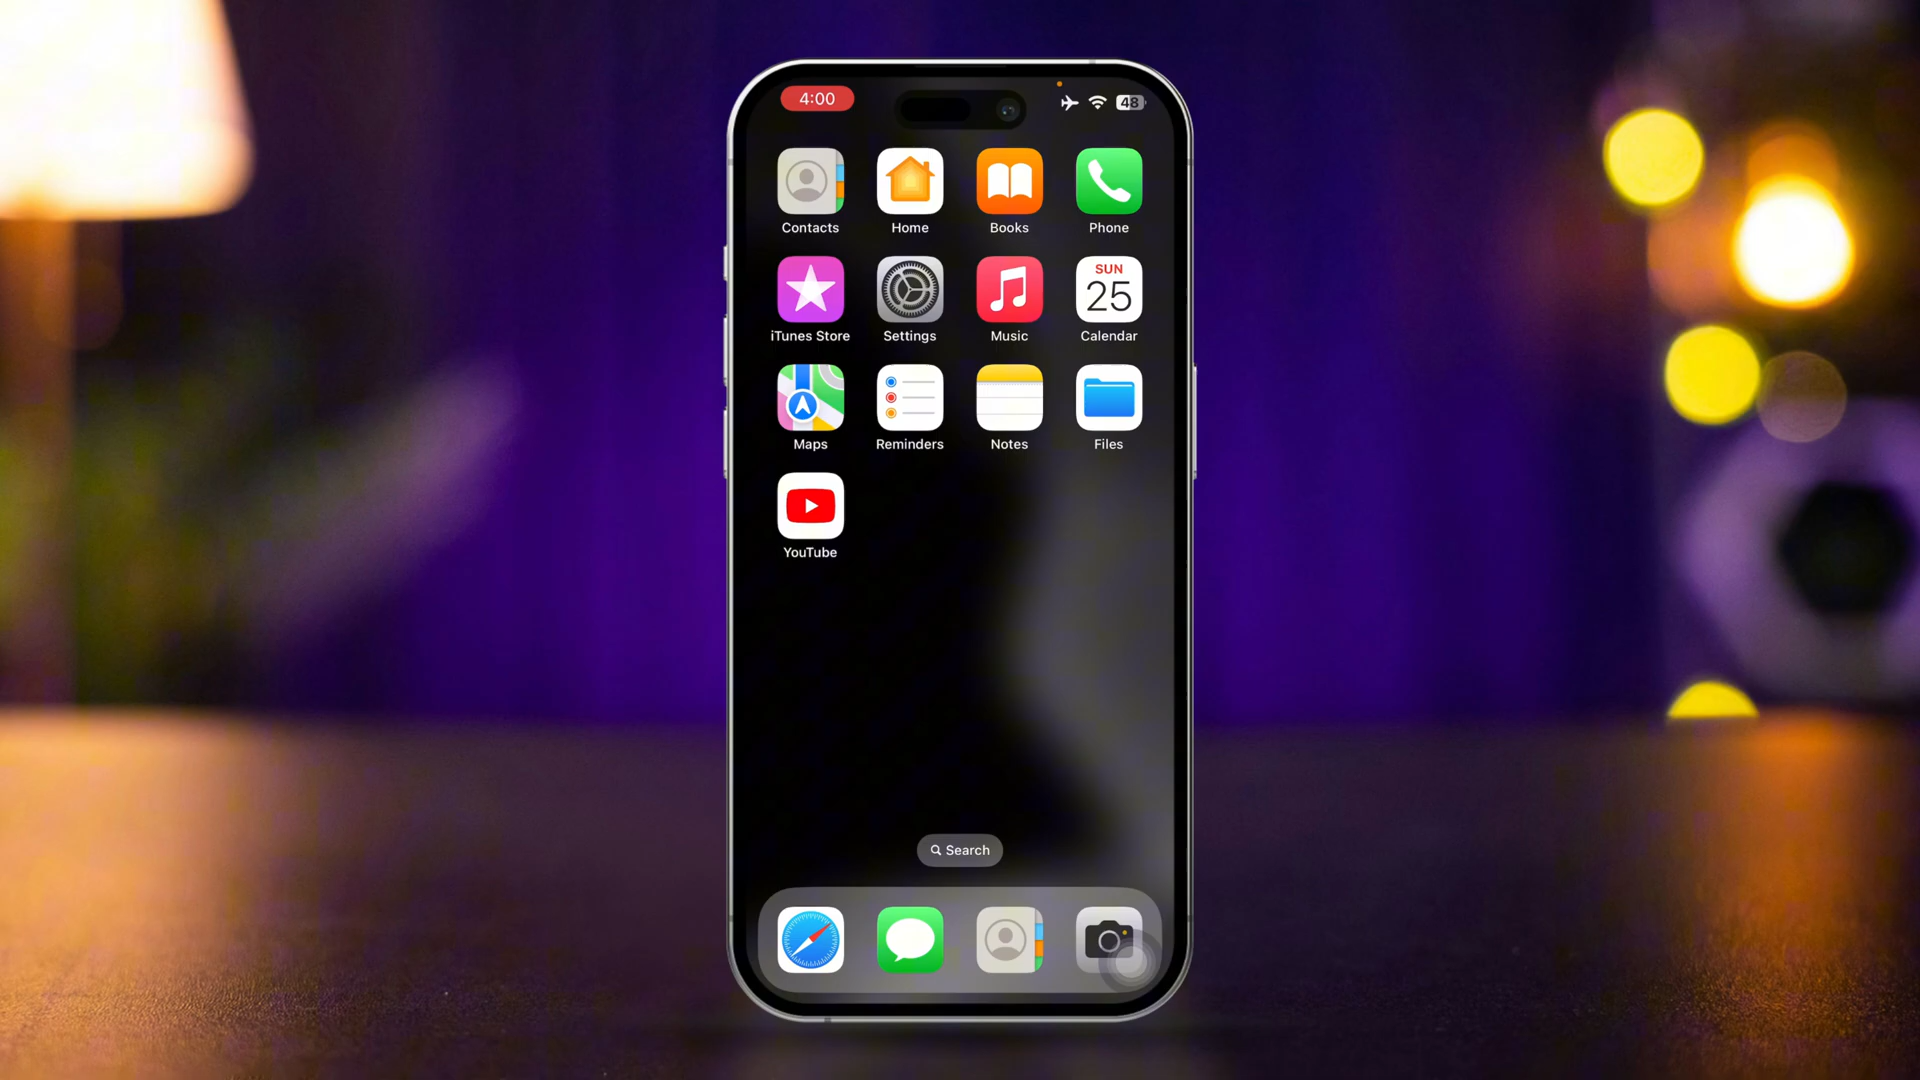 4:00
48
Contacts Home Books Phone
SUN
25
iTunes Store Settings Music Calendar
Maps Reminders Notes Files
YouTube
Search